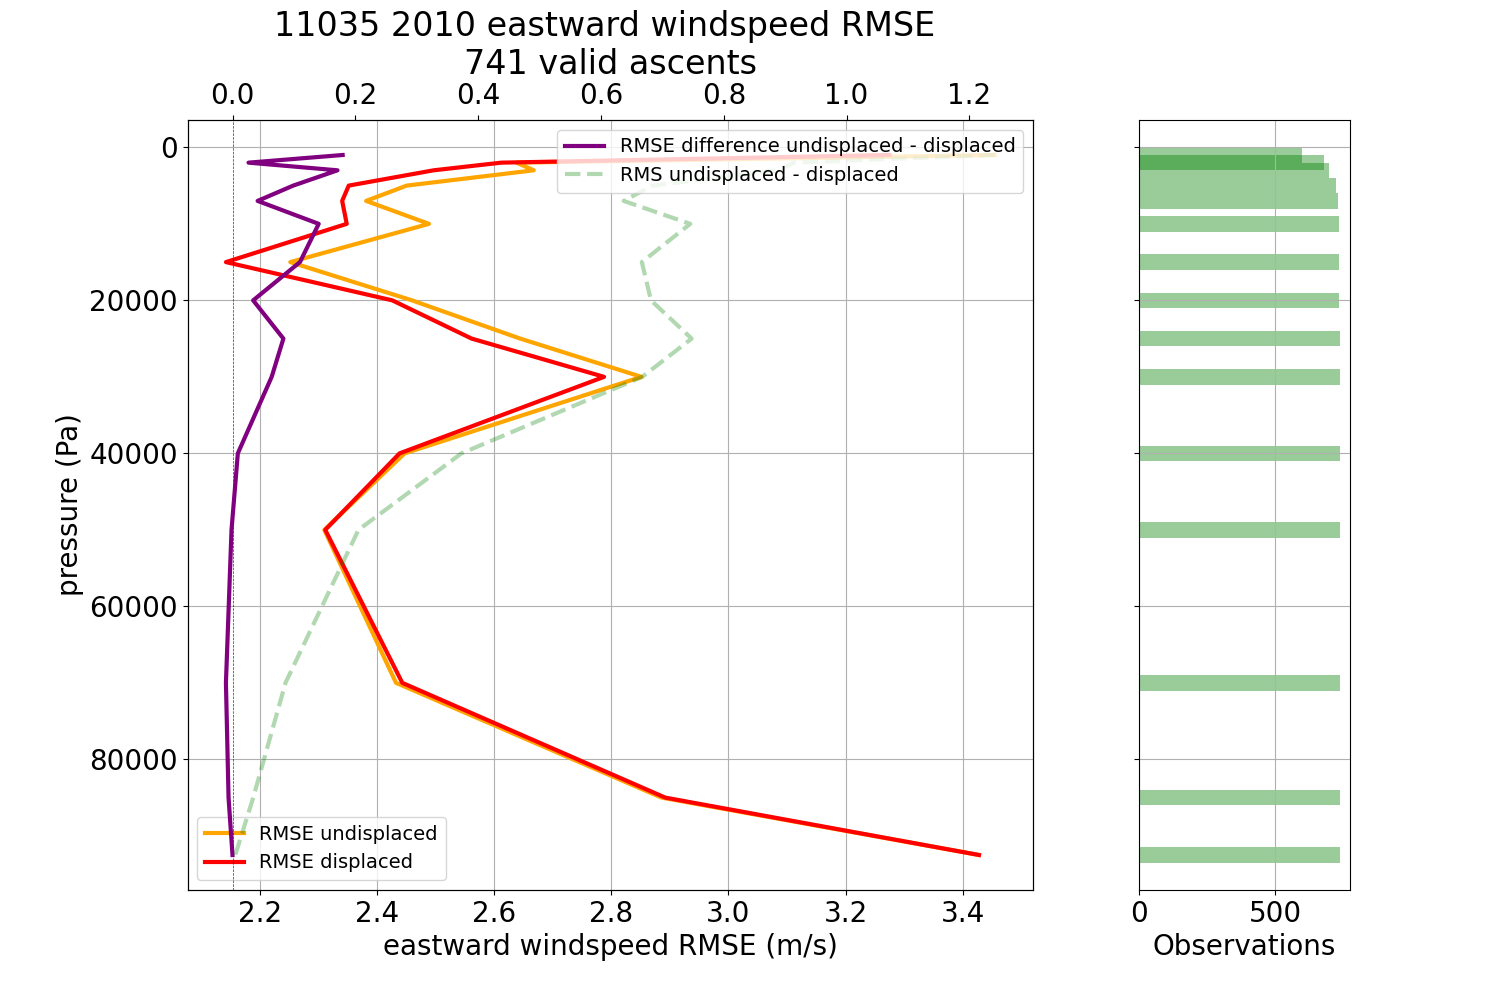 11035 2010 eastward windspeed RMSE
741 valid ascents
0.0 0.2 0.4 0.6 0.8 1.0 1.2
RMSE difference undisplaced - displaced
RMS undisplaced - displaced
0
20000
40000
60000
80000
pressure (Pa)
RMSE undisplaced
RMSE displaced
2.2 2.4 2.6 2.8 3.0 3.2 3.4
eastward windspeed RMSE (m/s)
0 500
Observations